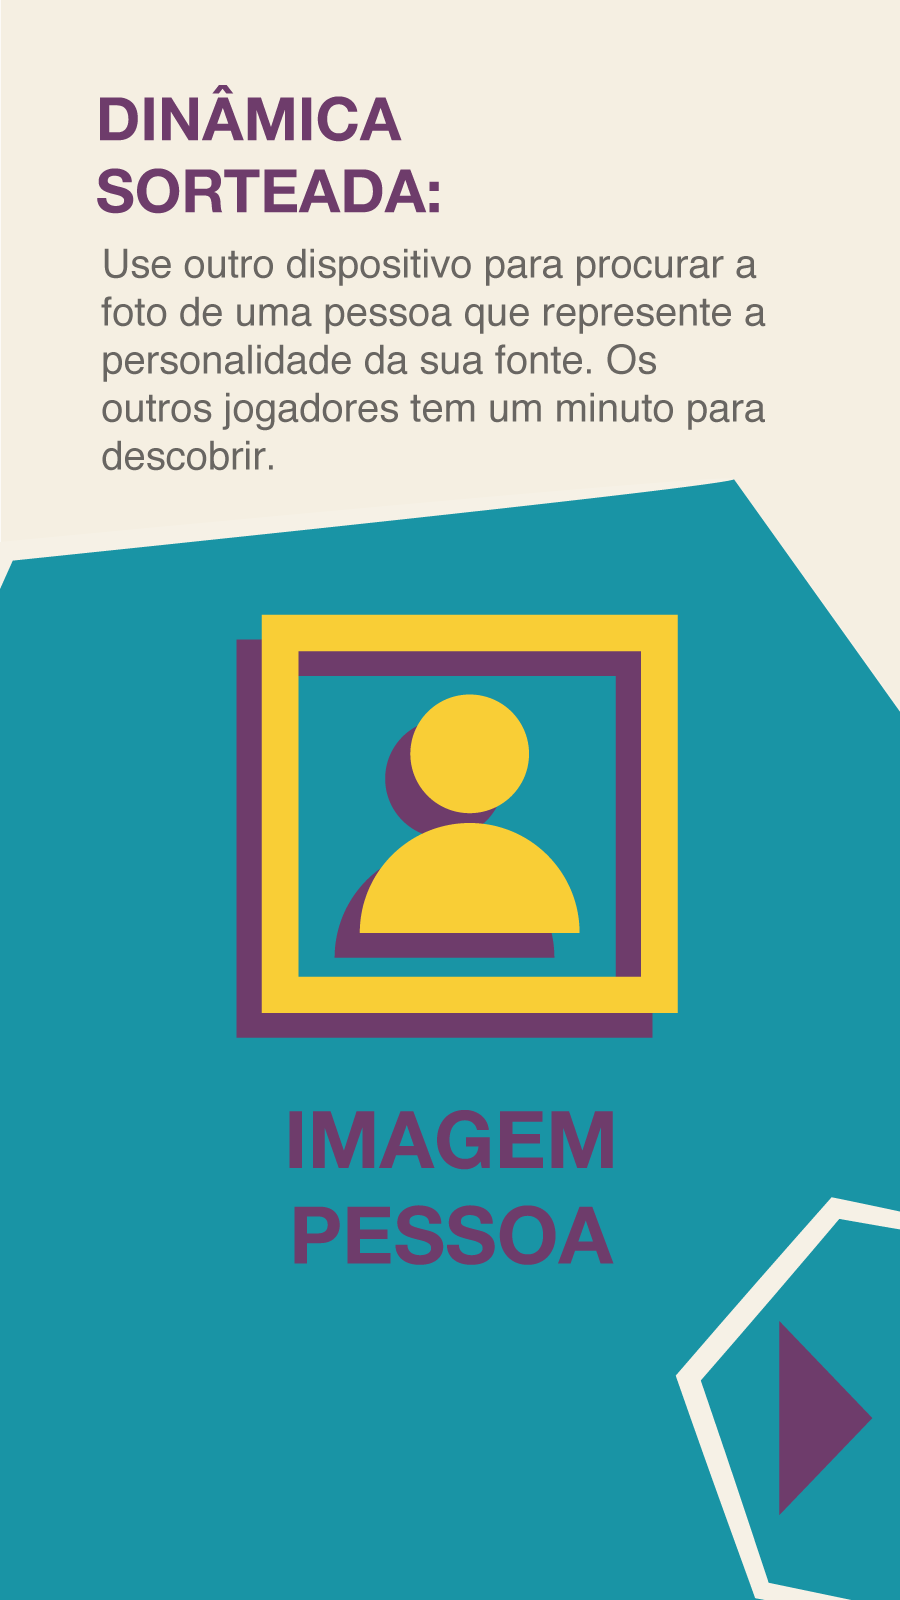 DINÂMICA
SORTEADA:
Use outro dispositivo para procurar a
foto de uma pessoa que represente a
personalidade da sua fonte. Os
outros jogadores tem um minuto para
descobrir.
IMAGEM
PESSOA